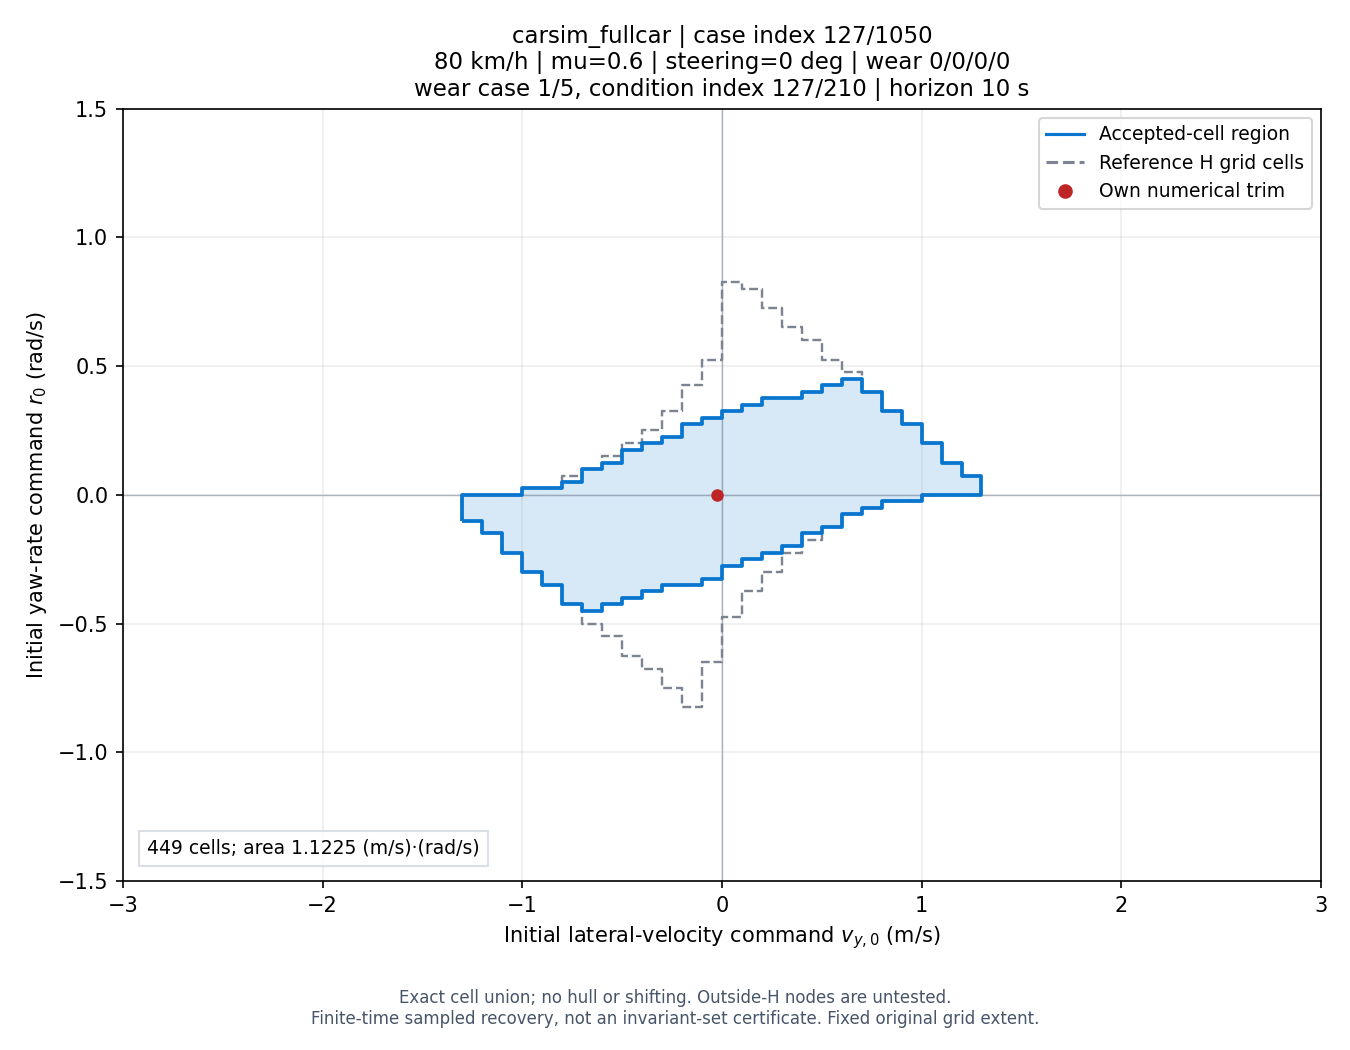 carsim_fullcar | case index 127/1050
80 km/h | mu=0.6 | steering=0 deg | wear 0/0/0/0
wear case 1/5, condition index 127/210 | horizon 10 s
Accepted-cell region
Reference H grid cells
Own numerical trim
Initial yaw-rate command r₀ (rad/s)
1.5
1.0
0.5
0.0
−0.5
−1.0
−1.5
449 cells; area 1.1225 (m/s)·(rad/s)
−3
−2
−1
0
1
2
3
Initial lateral-velocity command v_{y,0} (m/s)
Exact cell union; no hull or shifting. Outside-H nodes are untested.
Finite-time sampled recovery, not an invariant-set certificate. Fixed original grid extent.